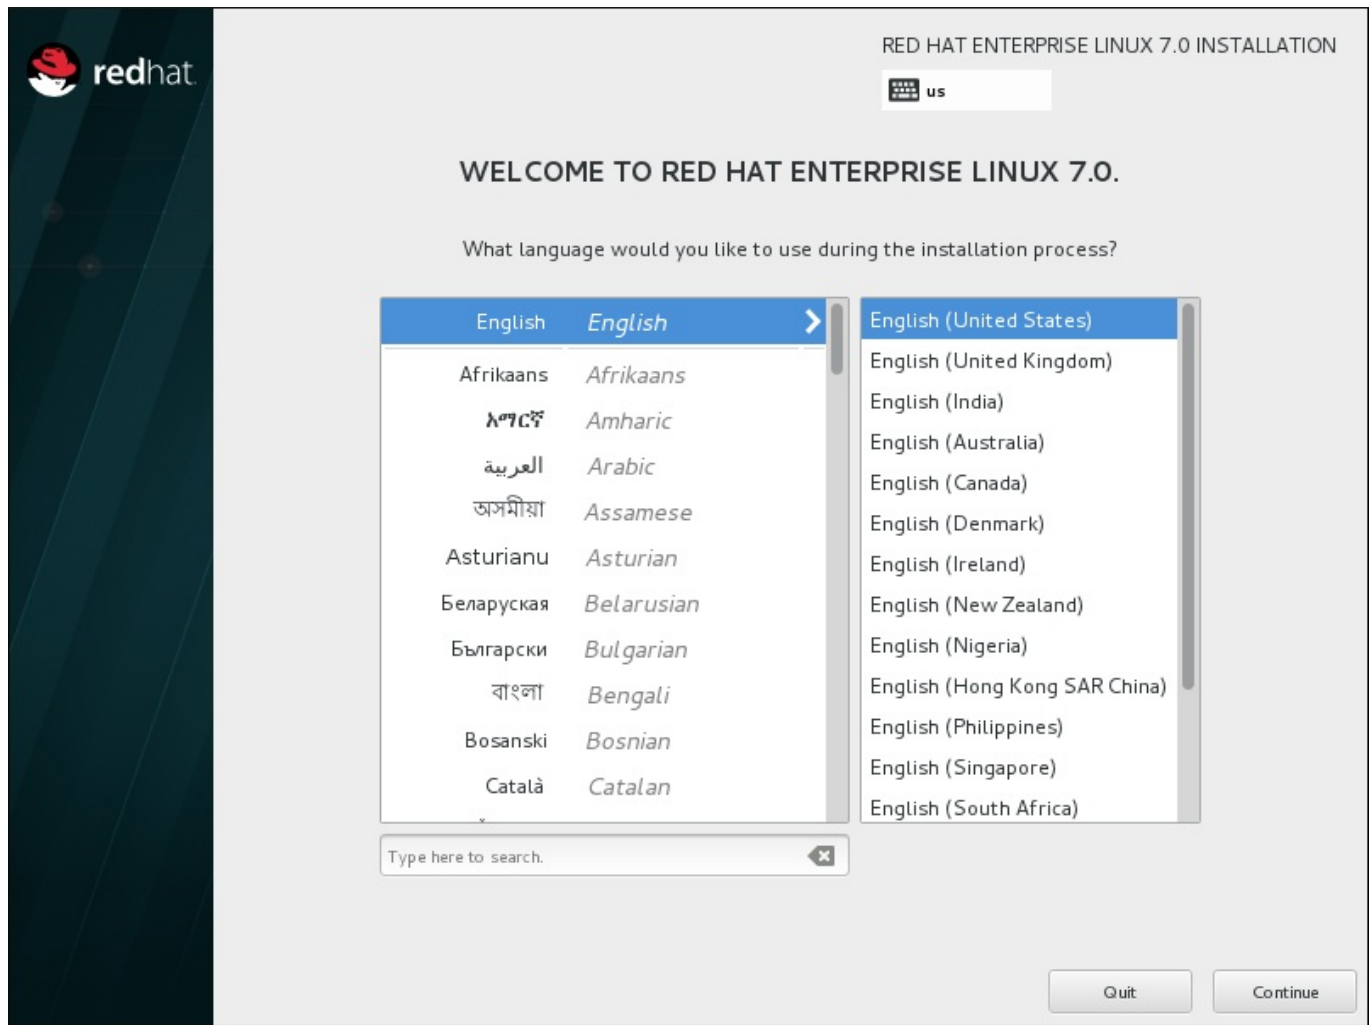 redhat.
RED HAT ENTERPRISE LINUX 7.0 INSTALLATION
us
WELCOME TO RED HAT ENTERPRISE LINUX 7.0.
What language would you like to use during the installation process?
English English
Afrikaans Afrikaans
አማርኛ Amharic
العربية Arabic
অসমীয়া Assamese
Asturianu Asturian
Беларуская Belarusian
Български Bulgarian
বাংলা Bengali
Bosanski Bosnian
Català Catalan
English (United States)
English (United Kingdom)
English (India)
English (Australia)
English (Canada)
English (Denmark)
English (Ireland)
English (New Zealand)
English (Nigeria)
English (Hong Kong SAR China)
English (Philippines)
English (Singapore)
English (South Africa)
Type here to search.
Quit Continue